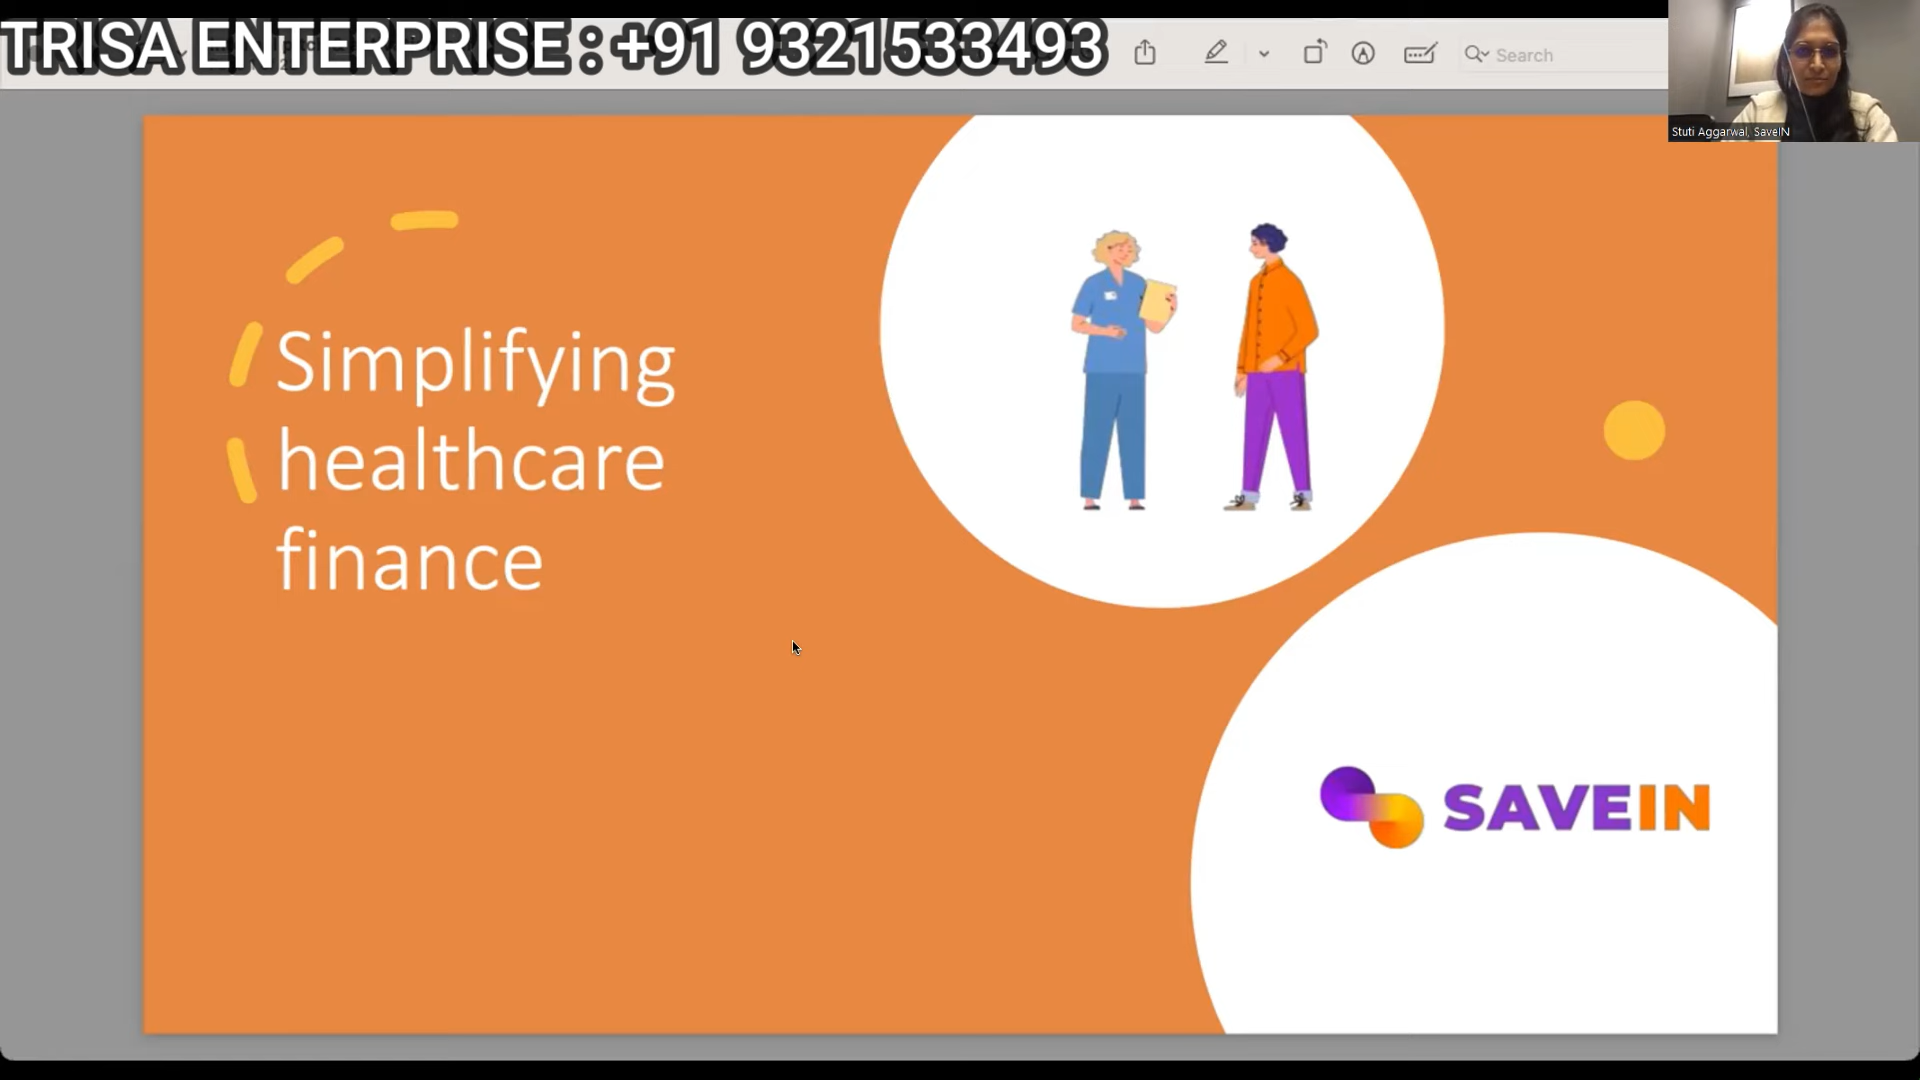 TRISA ENTERPRISE : +91 9321533493
Search
Stuti Aggarwal, SaveIN
Simplifying
healthcare
finance
SAVEIN